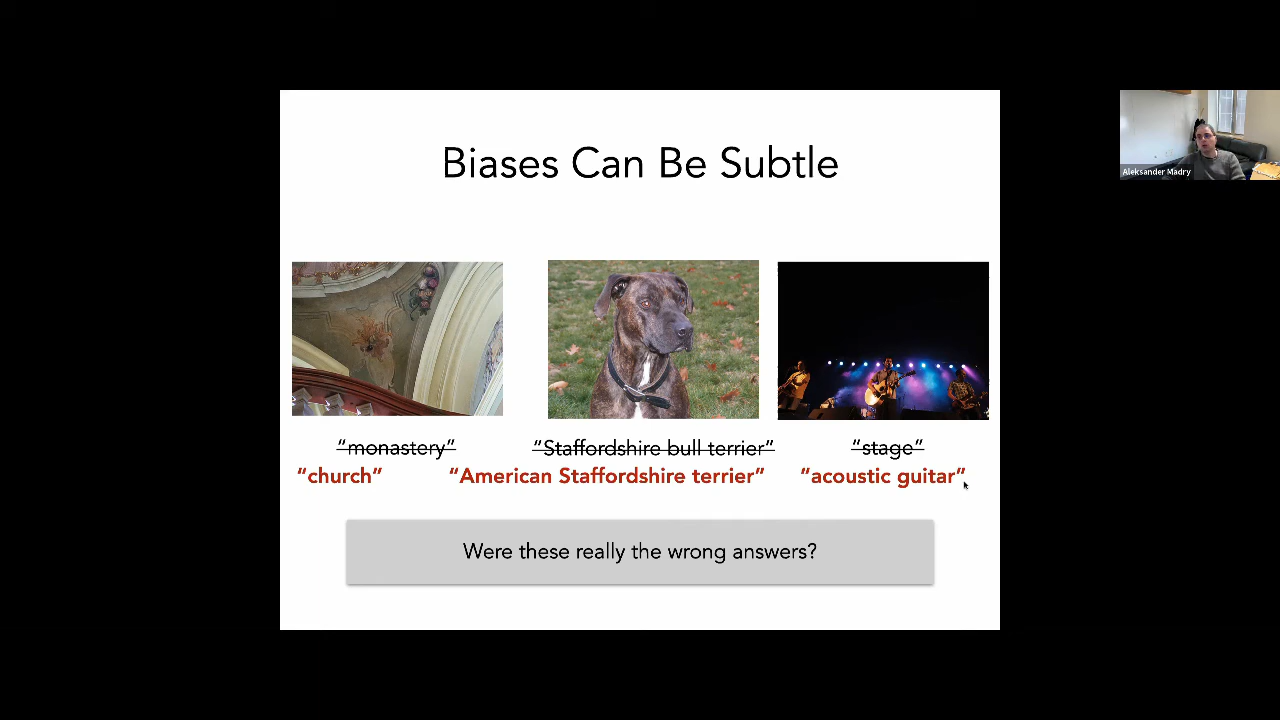 Biases Can Be Subtle
Aleksander Madry
"monastery" "Staffordshire bull terrier" "stage"
"church" "American Staffordshire terrier" "acoustic guitar"
Were these really the wrong answers?